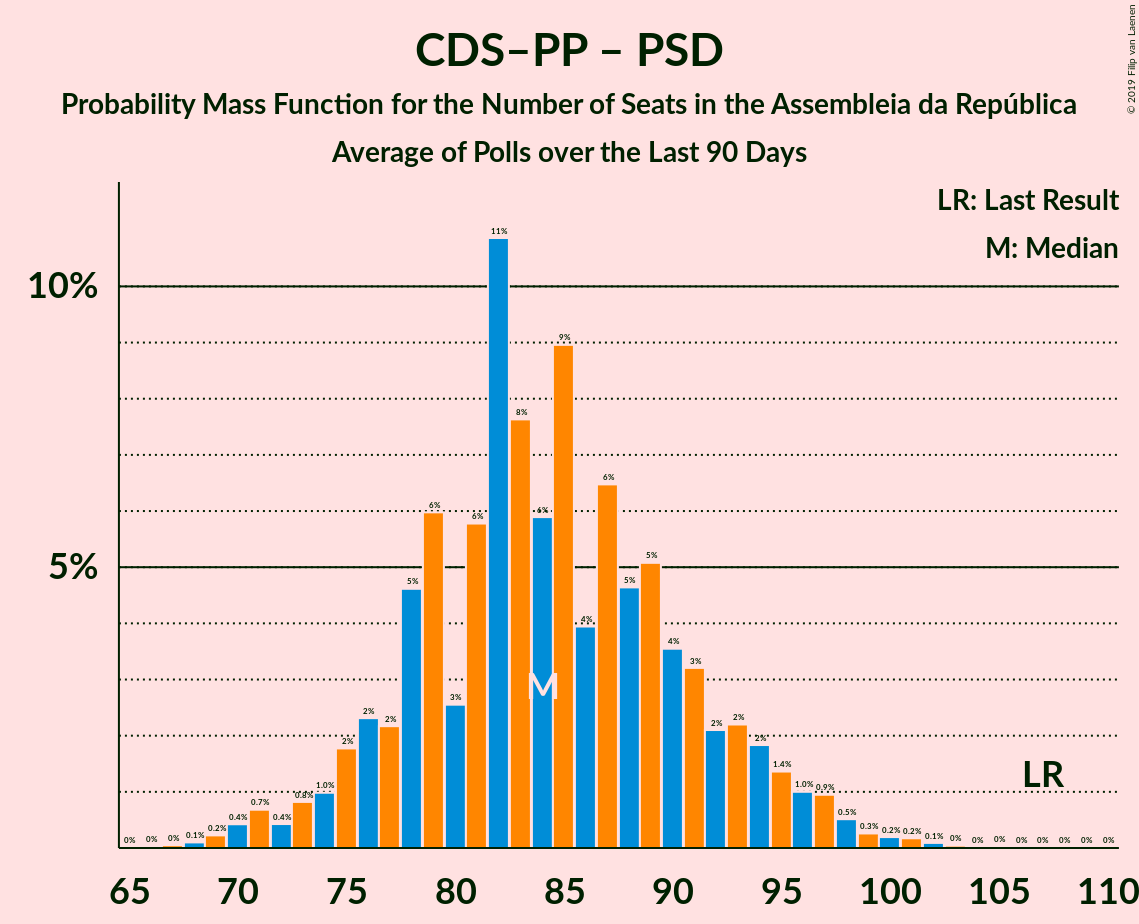 CDS–PP – PSD
Probability Mass Function for the Number of Seats in the Assembleia da República
Average of Polls over the Last 90 Days
© 2019 Filip van Laenen
LR: Last Result
M: Median
10%
5%
0% 0% 0% 0.1% 0.2% 0.4% 0.7% 0.4% 0.8% 1.0% 2% 2% 2% 5% 6% 3% 6% 11% 8% 6% 9% 4% 6% 5% 5% 4% 3% 2% 2% 2% 1.4% 1.0% 0.9% 0.5% 0.3% 0.2% 0.2% 0.1% 0% 0% 0% 0% 0% 0% 0% 0%
M
LR
65 70 75 80 85 90 95 100 105 110